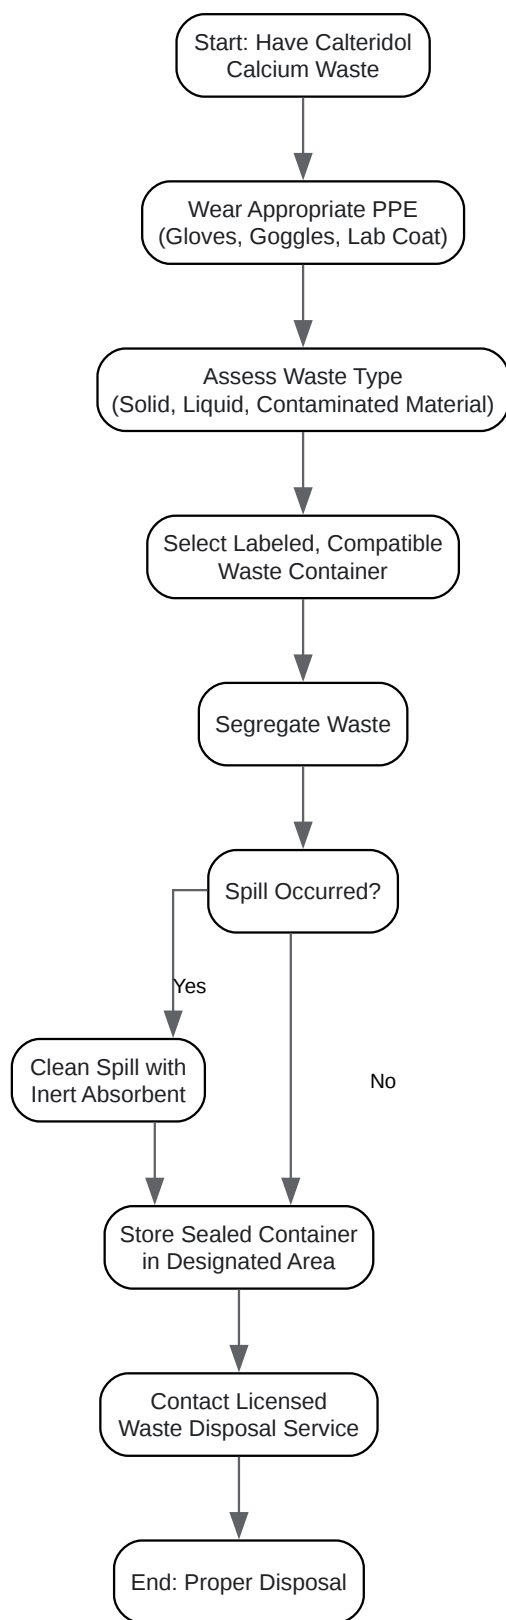 Start: Have Calteridol
Calcium Waste
Wear Appropriate PPE
(Gloves, Goggles, Lab Coat)
Assess Waste Type
(Solid, Liquid, Contaminated Material)
Select Labeled, Compatible
Waste Container
Segregate Waste
Spill Occurred?
Yes
Clean Spill with
Inert Absorbent
No
Store Sealed Container
in Designated Area
Contact Licensed
Waste Disposal Service
End: Proper Disposal